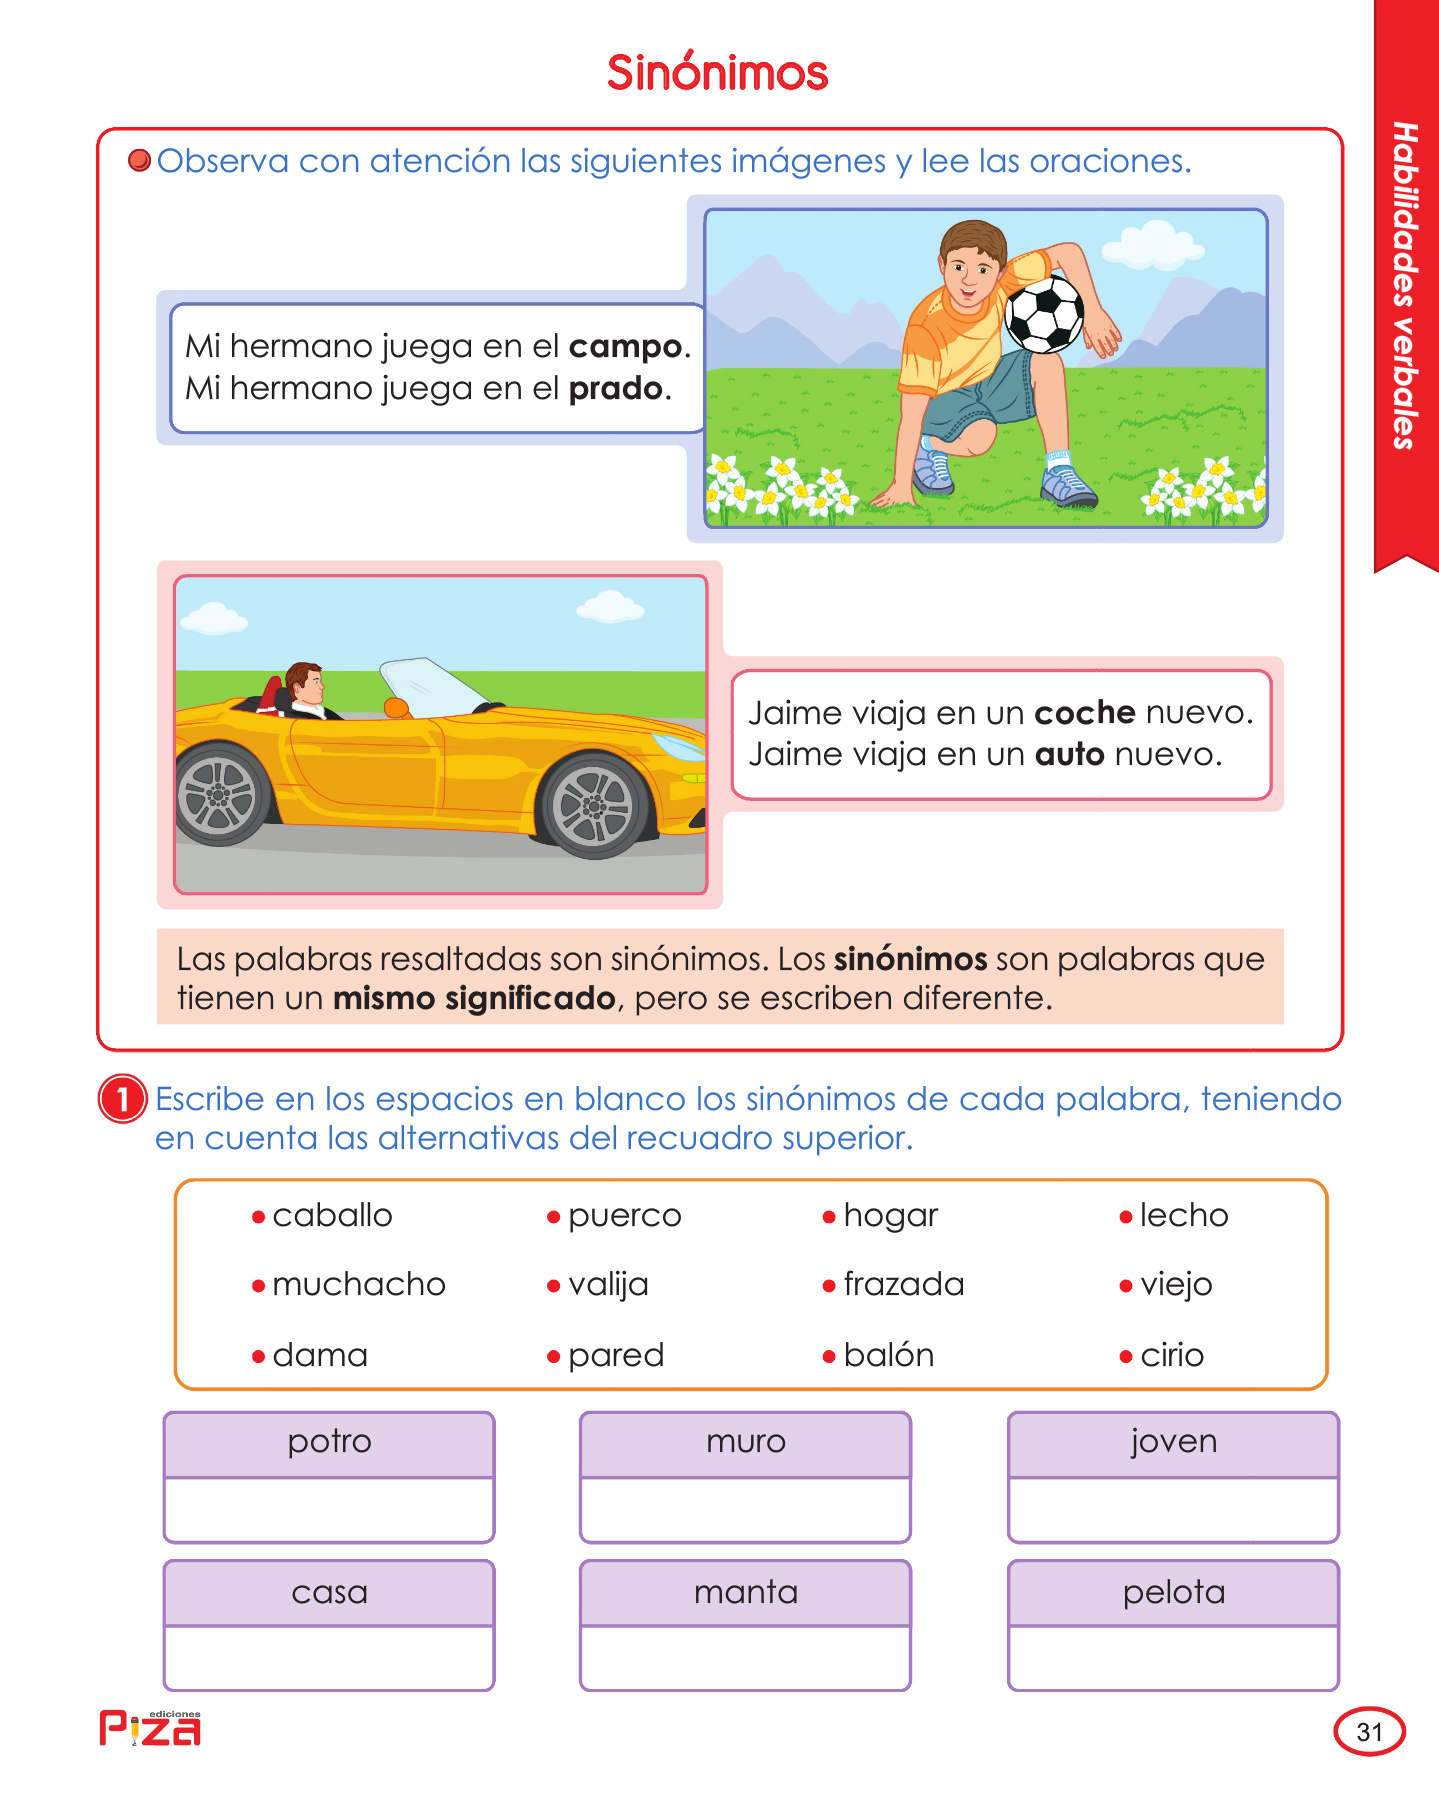 Sinónimos
Habilidades verbales
Observa con atención las siguientes imágenes y lee las oraciones.
Mi hermano juega en el campo.
Mi hermano juega en el prado.
Jaime viaja en un coche nuevo.
Jaime viaja en un auto nuevo.
Las palabras resaltadas son sinónimos. Los sinónimos son palabras que
tienen un mismo significado, pero se escriben diferente.
1 Escribe en los espacios en blanco los sinónimos de cada palabra, teniendo
en cuenta las alternativas del recuadro superior.
• caballo • puerco • hogar • lecho
• muchacho • valija • frazada • viejo
• dama • pared • balón • cirio
potro muro joven
casa manta pelota
ediciones
Piza
31